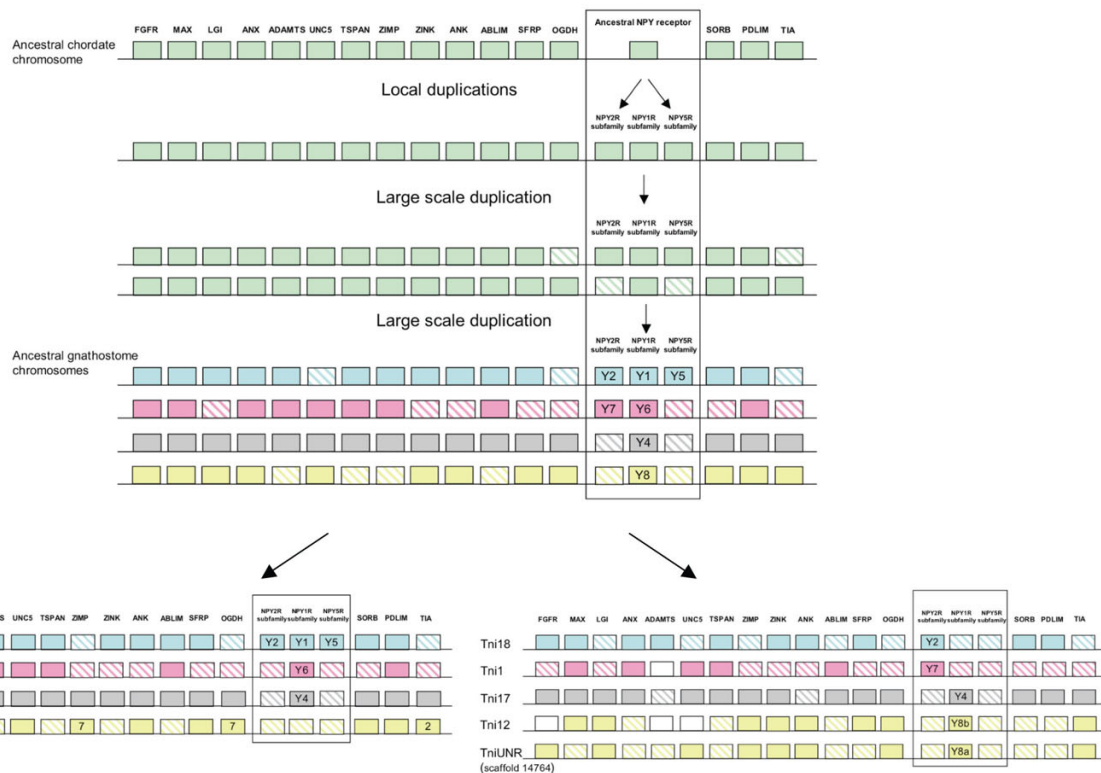 Ancestral NPY receptor
FGFR MAX LGI ANX ADAMTS UNC5 TSPAN ZIMP ZINK ANK ABLIM SFRP OGDH SORB PDLIM TIA
Ancestral chordate
chromosome
Local duplications
NPY2R NPY1R NPY5R
subfamily subfamily subfamily
Large scale duplication
NPY2R NPY1R NPY5R
subfamily subfamily subfamily
Large scale duplication
NPY2R NPY1R NPY5R
subfamily subfamily subfamily
Ancestral gnathostome
chromosomes
Y2 Y1 Y5
Y7 Y6
Y4
Y8
UNC5 TSPAN ZIMP ZINK ANK ABLIM SFRP OGDH NPY2R NPY1R NPY5R SORB PDLIM TIA
subfamily subfamily subfamily
Y2 Y1 Y5
Y6
Y4
7 7 2
FGFR MAX LGI ANX ADAMTS UNC5 TSPAN ZIMP ZINK ANK ABLIM SFRP OGDH NPY2R NPY1R NPY5R SORB PDLIM TIA
subfamily subfamily subfamily
Tni18 Y2
Tni1 Y7
Tni17 Y4
Tni12 Y8b
TniUNR Y8a
(scaffold 14764)